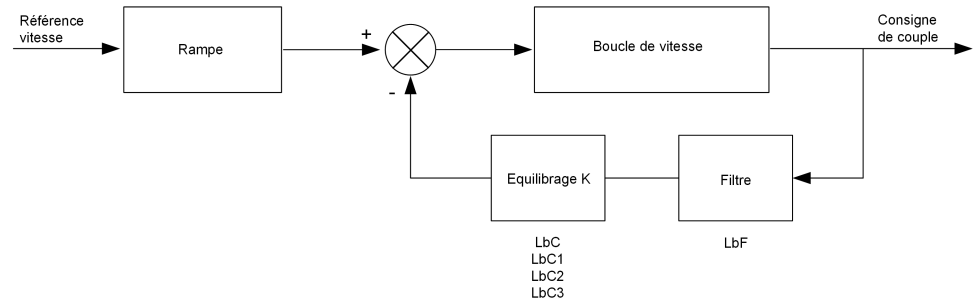 Référence
vitesse
Rampe
+
-
Boucle de vitesse
Consigne
de couple
Equilibrage K
Filtre
LbC
LbC1
LbC2
LbC3
LbF